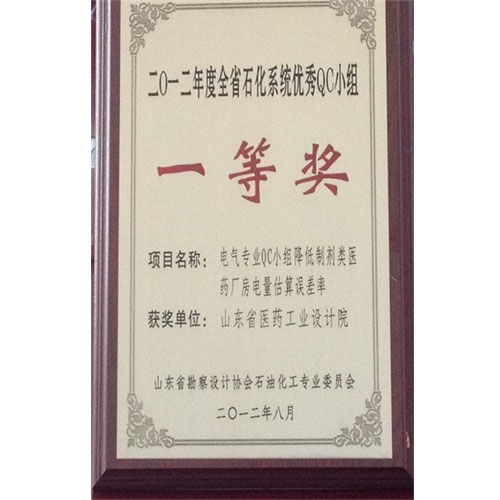 二〇一二年度全省石化系统优秀QC小组
一等奖
项目名称：电气专业QC小组降低制剂类医
药厂房电量估算误差率
获奖单位：山东省医药工业设计院
山东省勘察设计协会石油化工专业委员会
二〇一二年八月